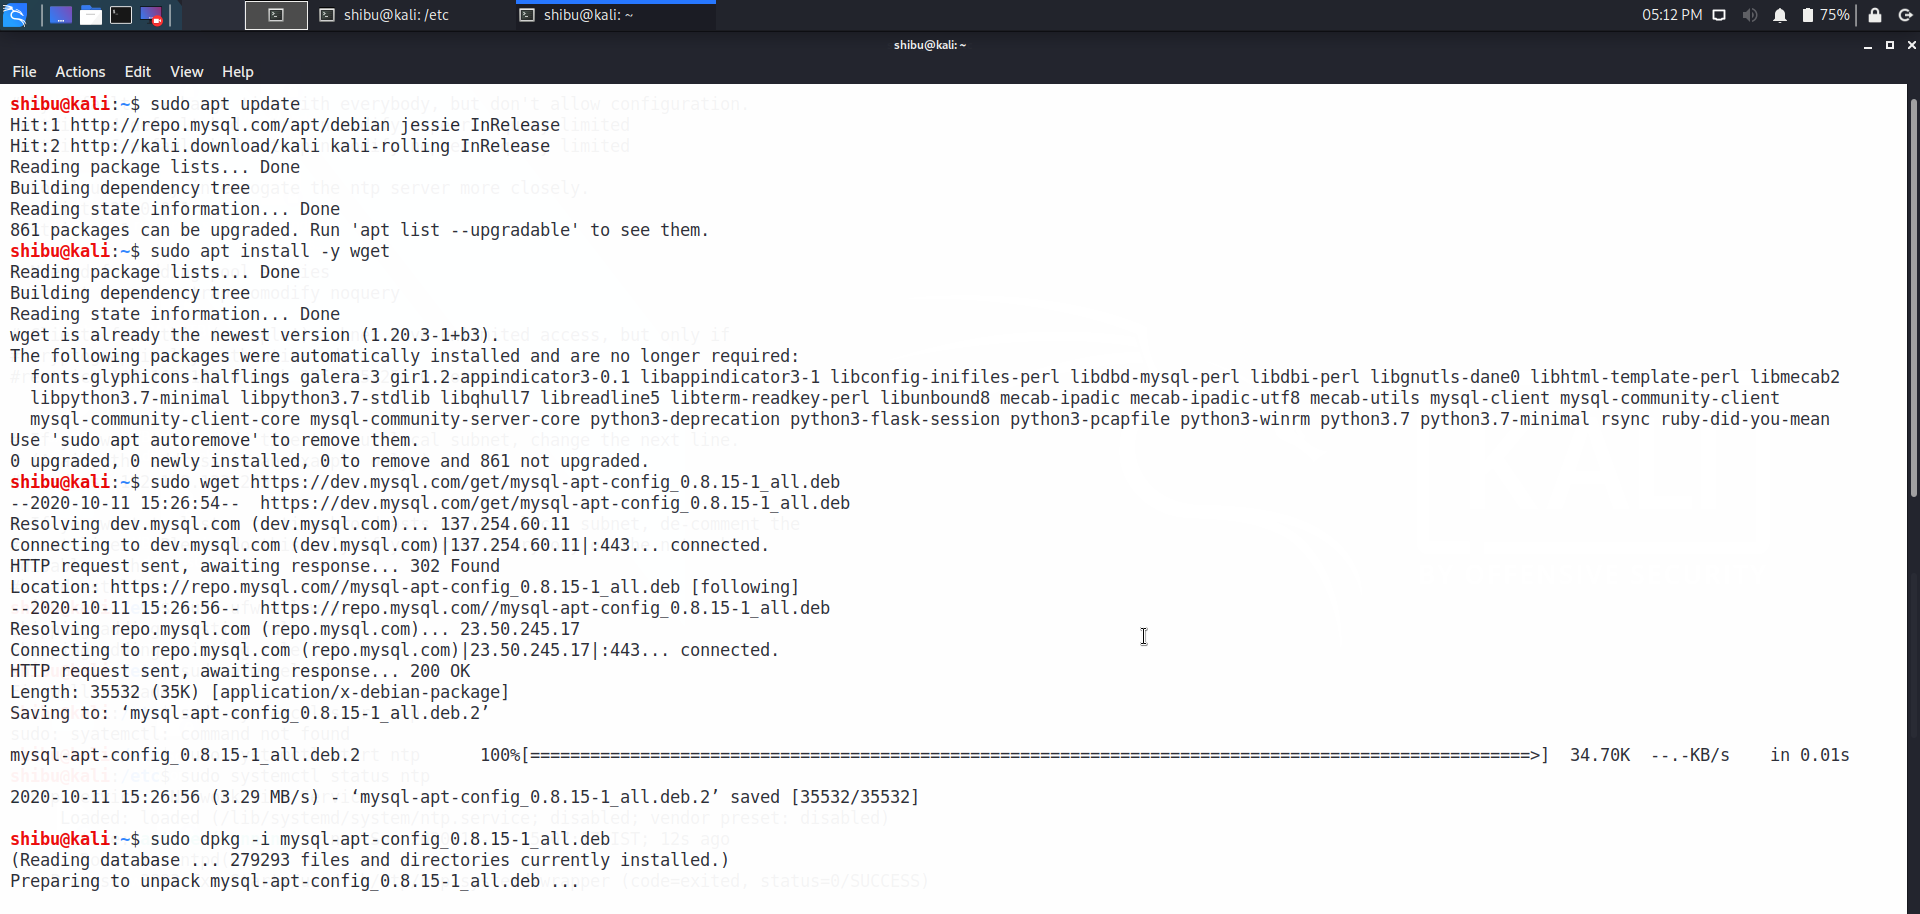 shibu@kali: /etc
shibu@kali: ~
05:12 PM
75%
shibu@kali: ~
File Actions Edit View Help
shibu@kali:~$ sudo apt update
Hit:1 http://repo.mysql.com/apt/debian jessie InRelease
Hit:2 http://kali.download/kali kali-rolling InRelease
Reading package lists... Done
Building dependency tree
Reading state information... Done
861 packages can be upgraded. Run 'apt list --upgradable' to see them.
shibu@kali:~$ sudo apt install -y wget
Reading package lists... Done
Building dependency tree
Reading state information... Done
wget is already the newest version (1.20.3-1+b3).
The following packages were automatically installed and are no longer required:
  fonts-glyphicons-halflings galera-3 gir1.2-appindicator3-0.1 libappindicator3-1 libconfig-inifiles-perl libdbd-mysql-perl libdbi-perl libgnutls-dane0 libhtml-template-perl libmecab2
  libpython3.7-minimal libpython3.7-stdlib libqhull7 libreadline5 libterm-readkey-perl libunbound8 mecab-ipadic mecab-ipadic-utf8 mecab-utils mysql-client mysql-community-client
  mysql-community-client-core mysql-community-server-core python3-deprecation python3-flask-session python3-pcapfile python3-winrm python3.7 python3.7-minimal rsync ruby-did-you-mean
Use 'sudo apt autoremove' to remove them.
0 upgraded, 0 newly installed, 0 to remove and 861 not upgraded.
shibu@kali:~$ sudo wget https://dev.mysql.com/get/mysql-apt-config_0.8.15-1_all.deb
--2020-10-11 15:26:54--  https://dev.mysql.com/get/mysql-apt-config_0.8.15-1_all.deb
Resolving dev.mysql.com (dev.mysql.com)... 137.254.60.11
Connecting to dev.mysql.com (dev.mysql.com)|137.254.60.11|:443... connected.
HTTP request sent, awaiting response... 302 Found
Location: https://repo.mysql.com//mysql-apt-config_0.8.15-1_all.deb [following]
--2020-10-11 15:26:56--  https://repo.mysql.com//mysql-apt-config_0.8.15-1_all.deb
Resolving repo.mysql.com (repo.mysql.com)... 23.50.245.17
Connecting to repo.mysql.com (repo.mysql.com)|23.50.245.17|:443... connected.
HTTP request sent, awaiting response... 200 OK
Length: 35532 (35K) [application/x-debian-package]
Saving to: ‘mysql-apt-config_0.8.15-1_all.deb.2’
mysql-apt-config_0.8.15-1_all.deb.2            100%[====================================================================================================>]  34.70K  --.-KB/s    in 0.01s
2020-10-11 15:26:56 (3.29 MB/s) - ‘mysql-apt-config_0.8.15-1_all.deb.2’ saved [35532/35532]
shibu@kali:~$ sudo dpkg -i mysql-apt-config_0.8.15-1_all.deb
(Reading database ... 279293 files and directories currently installed.)
Preparing to unpack mysql-apt-config_0.8.15-1_all.deb ...